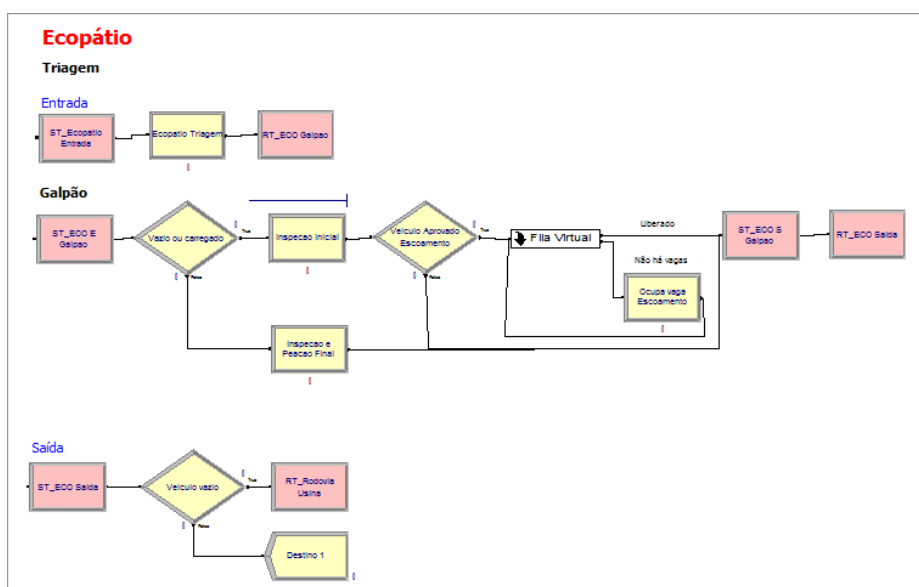 Ecopátio
Triagem
Entrada
ST_Ecopatio
Entrada
Ecopatio Triagem
RT_ECO Galpao
Galpão
ST_ECO E
Galpao
Vazio ou carregado
True
False
Inspecao Inicial
Veiculo Aprovado
Escoamento
True
False
Fila Virtual
Liberado
Não há vagas
Ocupa vaga
Escoamento
ST_ECO S
Galpao
RT_ECO Saida
Inspecao e
Peacao Final
Saída
ST_ECO Saida
Veiculo vazio
True
False
RT_Rodovia
Usina
Destino 1